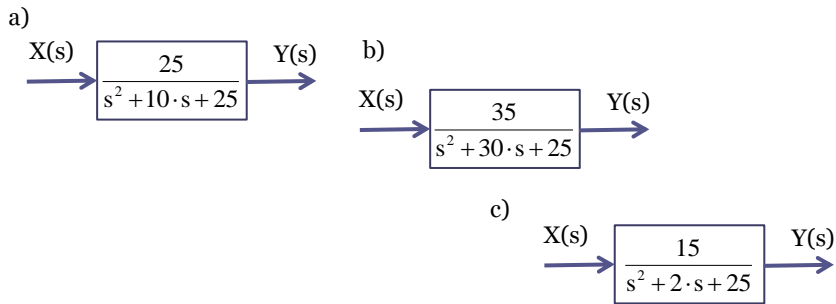 a)
X(s)
25
s² + 10·s + 25
Y(s)
b)
X(s)
35
s² + 30·s + 25
Y(s)
c)
X(s)
15
s² + 2·s + 25
Y(s)